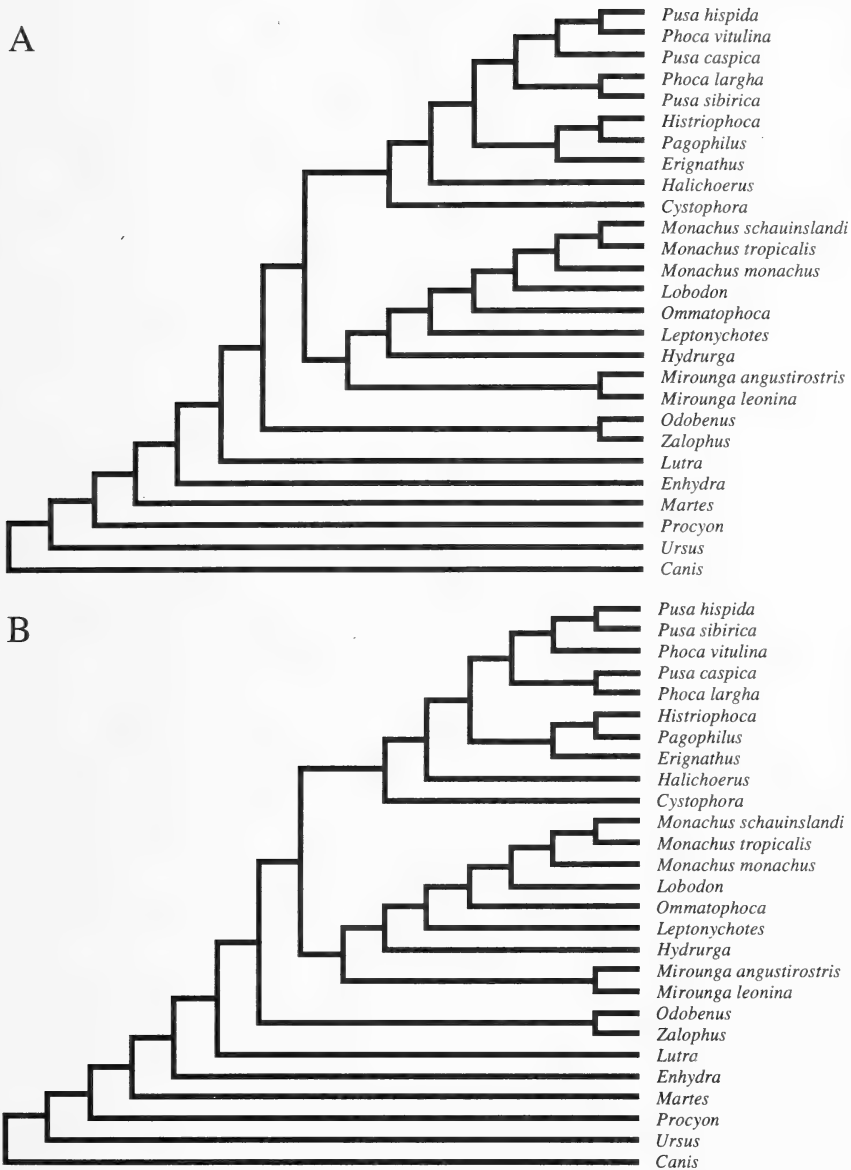 A
Pusa hispida
Phoca vitulina
Pusa caspica
Phoca largha
Pusa sibirica
Histriophoca
Pagophilus
Erignathus
Halichoerus
Cystophora
Monachus schauinslandi
Monachus tropicalis
Monachus monachus
Lobodon
Ommatophoca
Leptonychotes
Hydrurga
Mirounga angustirostris
Mirounga leonina
Odobenus
Zalophus
Lutra
Enhydra
Martes
Procyon
Ursus
Canis
B
Pusa hispida
Pusa sibirica
Phoca vitulina
Pusa caspica
Phoca largha
Histriophoca
Pagophilus
Erignathus
Halichoerus
Cystophora
Monachus schauinslandi
Monachus tropicalis
Monachus monachus
Lobodon
Ommatophoca
Leptonychotes
Hydrurga
Mirounga angustirostris
Mirounga leonina
Odobenus
Zalophus
Lutra
Enhydra
Martes
Procyon
Ursus
Canis